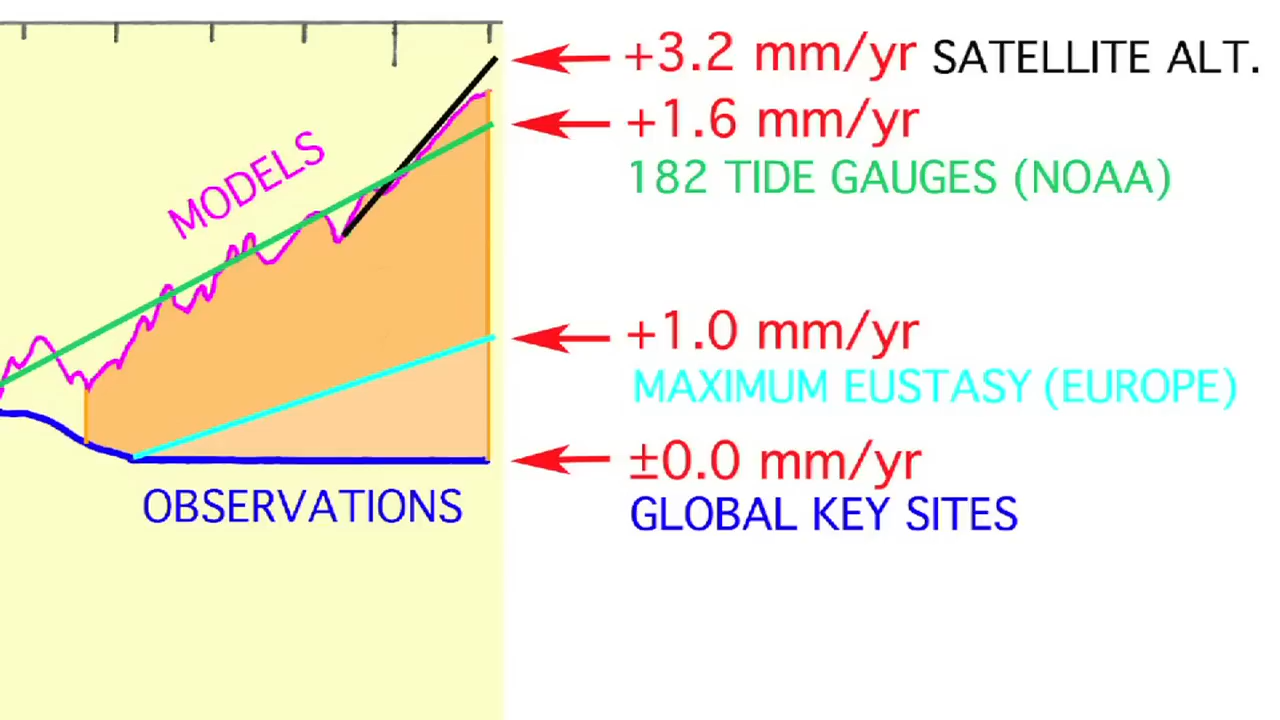 +3.2 mm/yr SATELLITE ALT.
+1.6 mm/yr
182 TIDE GAUGES (NOAA)
MODELS
+1.0 mm/yr
MAXIMUM EUSTASY (EUROPE)
±0.0 mm/yr
OBSERVATIONS
GLOBAL KEY SITES